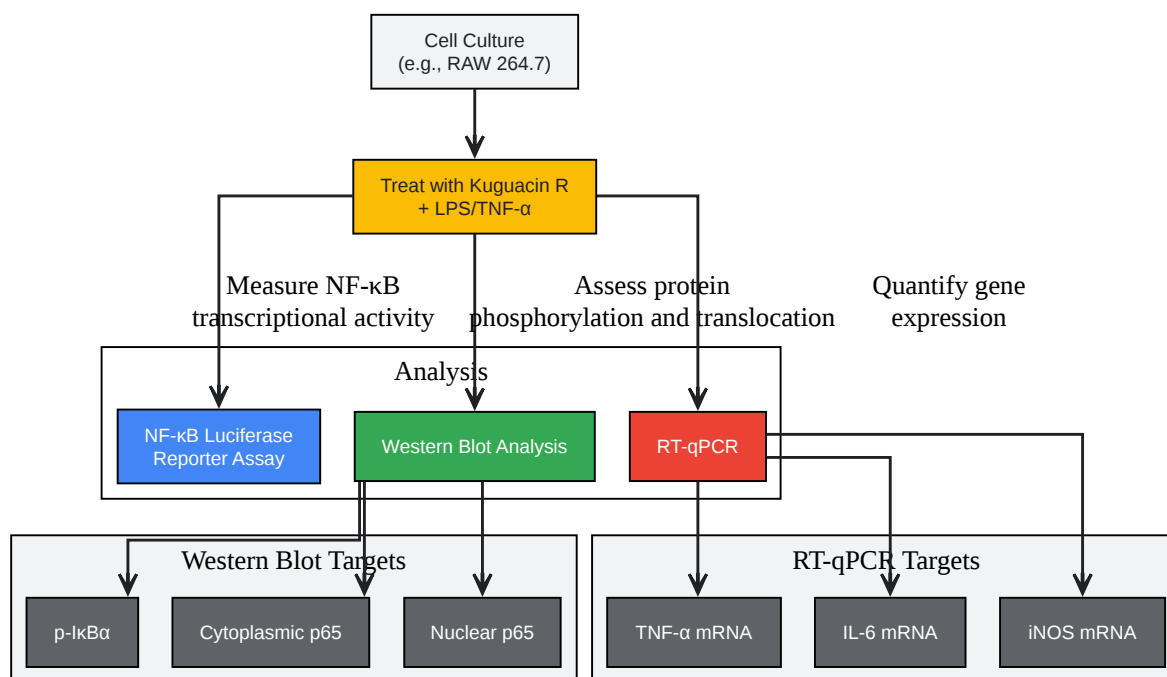 Cell Culture
(e.g., RAW 264.7)
Treat with Kuguacin R
+ LPS/TNF-α
Measure NF-κB
transcriptional activity
Assess protein
phosphorylation and translocation
Quantify gene
expression
Analysis
NF-κB Luciferase
Reporter Assay
Western Blot Analysis
RT-qPCR
Western Blot Targets
RT-qPCR Targets
p-IκBα
Cytoplasmic p65
Nuclear p65
TNF-α mRNA
IL-6 mRNA
iNOS mRNA